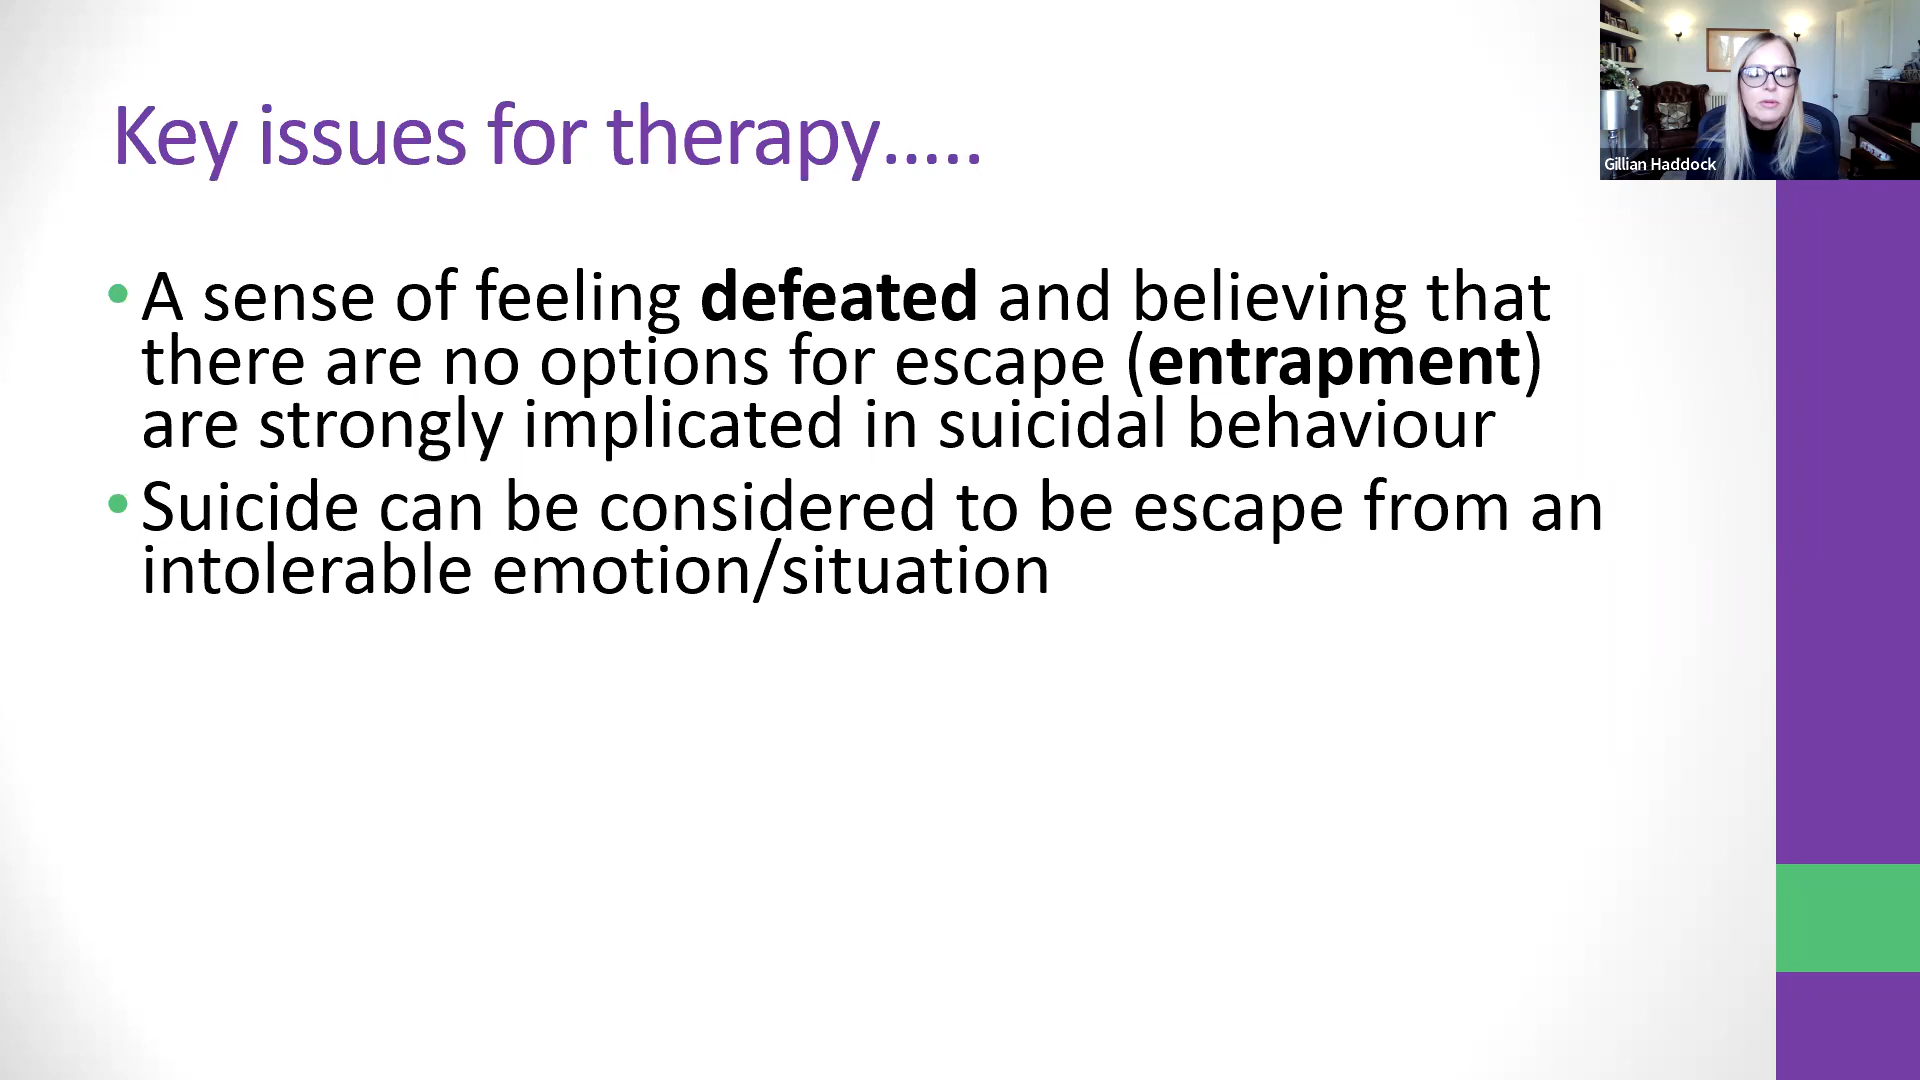 Key issues for therapy.....
• A sense of feeling defeated and believing that
there are no options for escape (entrapment)
are strongly implicated in suicidal behaviour
• Suicide can be considered to be escape from an
intolerable emotion/situation
Gillian Haddock